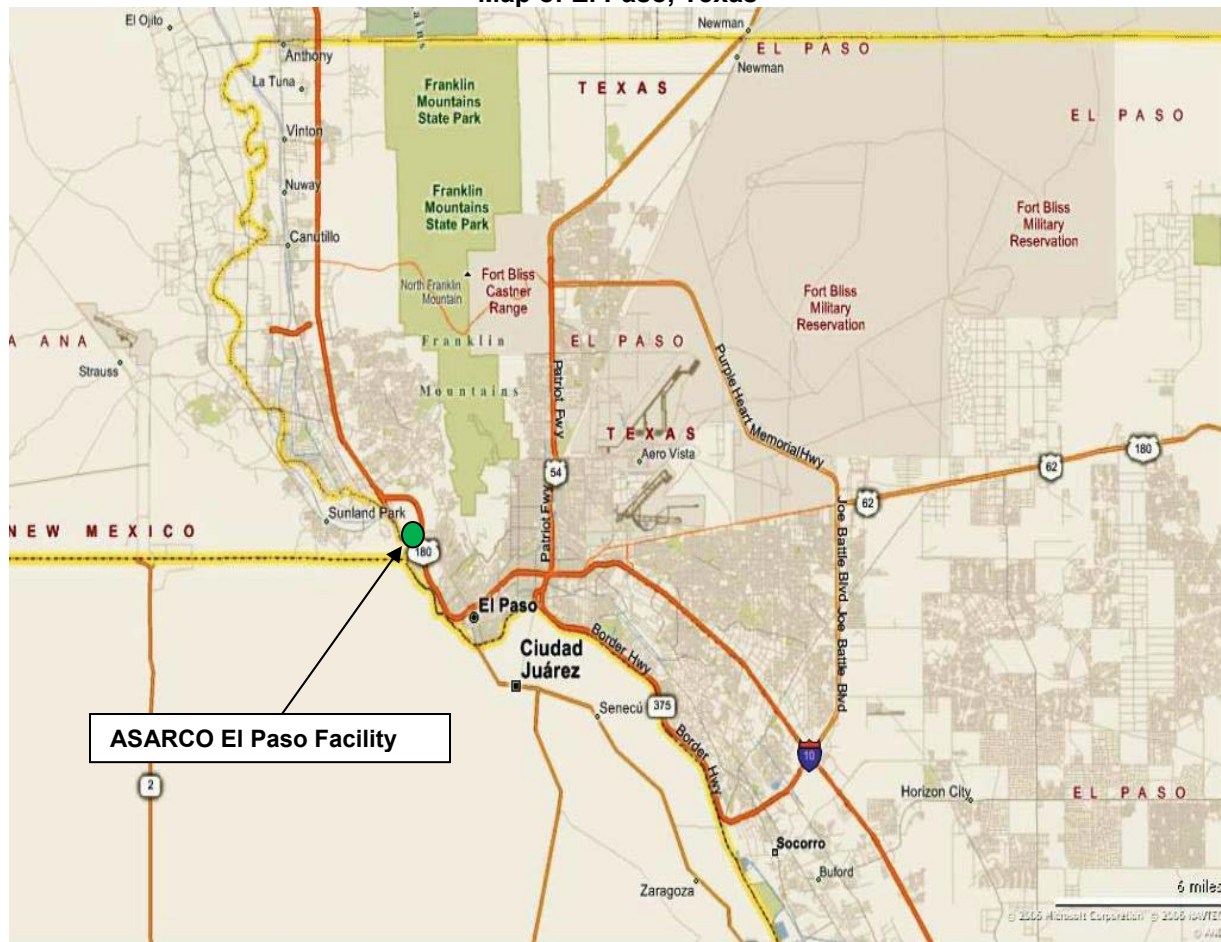 Map of El Paso, Texas
El Ojito
Newman
EL PASO
Anthony
Newman
La Tuna
Franklin
Mountains
State Park
TEXAS
EL PASO
Vinton
Nuway
Franklin
Mountains
State Park
Fort Bliss
Military
Reservation
Canutillo
North Franklin
Mountain
Fort Bliss
Castner
Range
Fort Bliss
Military
Reservation
A ANA
Franklin
EL PASO
Strauss
Mountains
Patriot Fwy
Purple Heart Memorial Hwy
TEXAS
Aero Vista
54
180
62
62
Sunland Park
NEW MEXICO
Patriot Fwy
180
Joe Battle Blvd Joe Battle Blvd
El Paso
Ciudad
Juárez
Border Hwy
Senecú
375
ASARCO El Paso Facility
Border Hwy
10
2
Horizon City
EL PASO
Socorro
Buford
Zaragoza
6 miles
© 2006 Microsoft Corporation © 2006 NAVTE